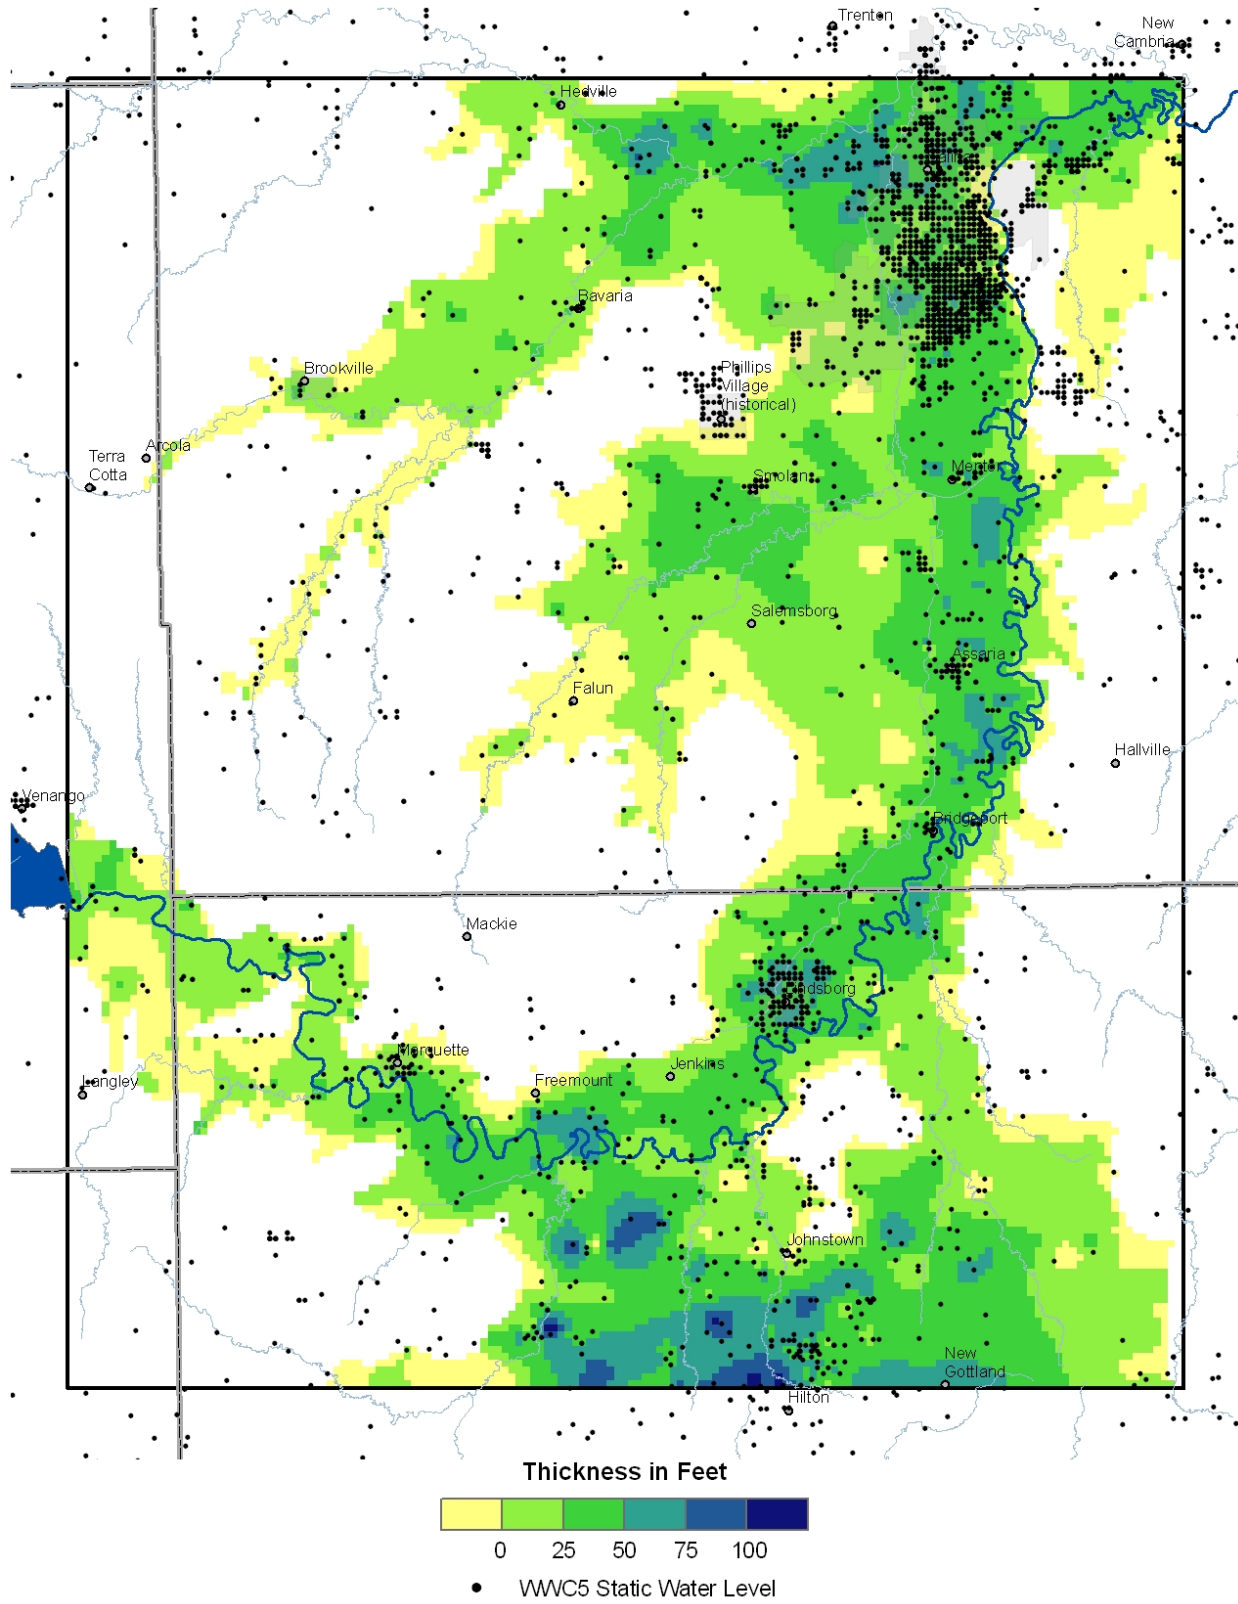 Trenton
New
Cambria
Hedville
Bavaria
Brookville
Phillips
Village
(historical)
Arcola
Terra
Cotta
Smolan
Mentor
Salemsborg
Assaria
Falun
Hallville
Venango
Bridgeport
Mackie
Lindsborg
Marquette
Jenkins
Freemount
Langley
Johnstown
New
Gottland
Hilton
Thickness in Feet
0 25 50 75 100
WWC5 Static Water Level